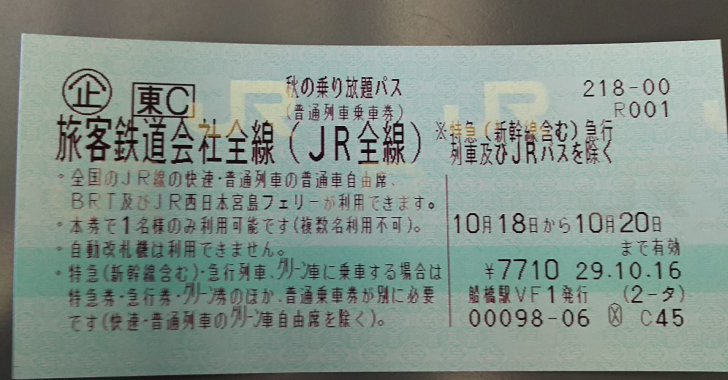 企 東C 秋の乗り放題パス 218-00
(普通列車乗車券) R001
旅客鉄道会社全線(JR全線) ※特急(新幹線含む)急行
列車及びJRバスを除く
・全国のJR線の快速・普通列車の普通車自由席、
BRT及びJR西日本宮島フェリーが利用できます。
・本券で1名様のみ利用可能です(複数名利用不可)。 10月18日から10月20日
・自動改札機は利用できません。 まで有効
・特急(新幹線含む)・急行列車、グリーン車に乗車する場合は ¥7710 29.10.16
特急券・急行券・グリーン券のほか、普通乗車券が別に必要 船橋駅VF1発行 (2-タ)
です(快速・普通列車のグリーン車自由席を除く)。 00098-06 C45